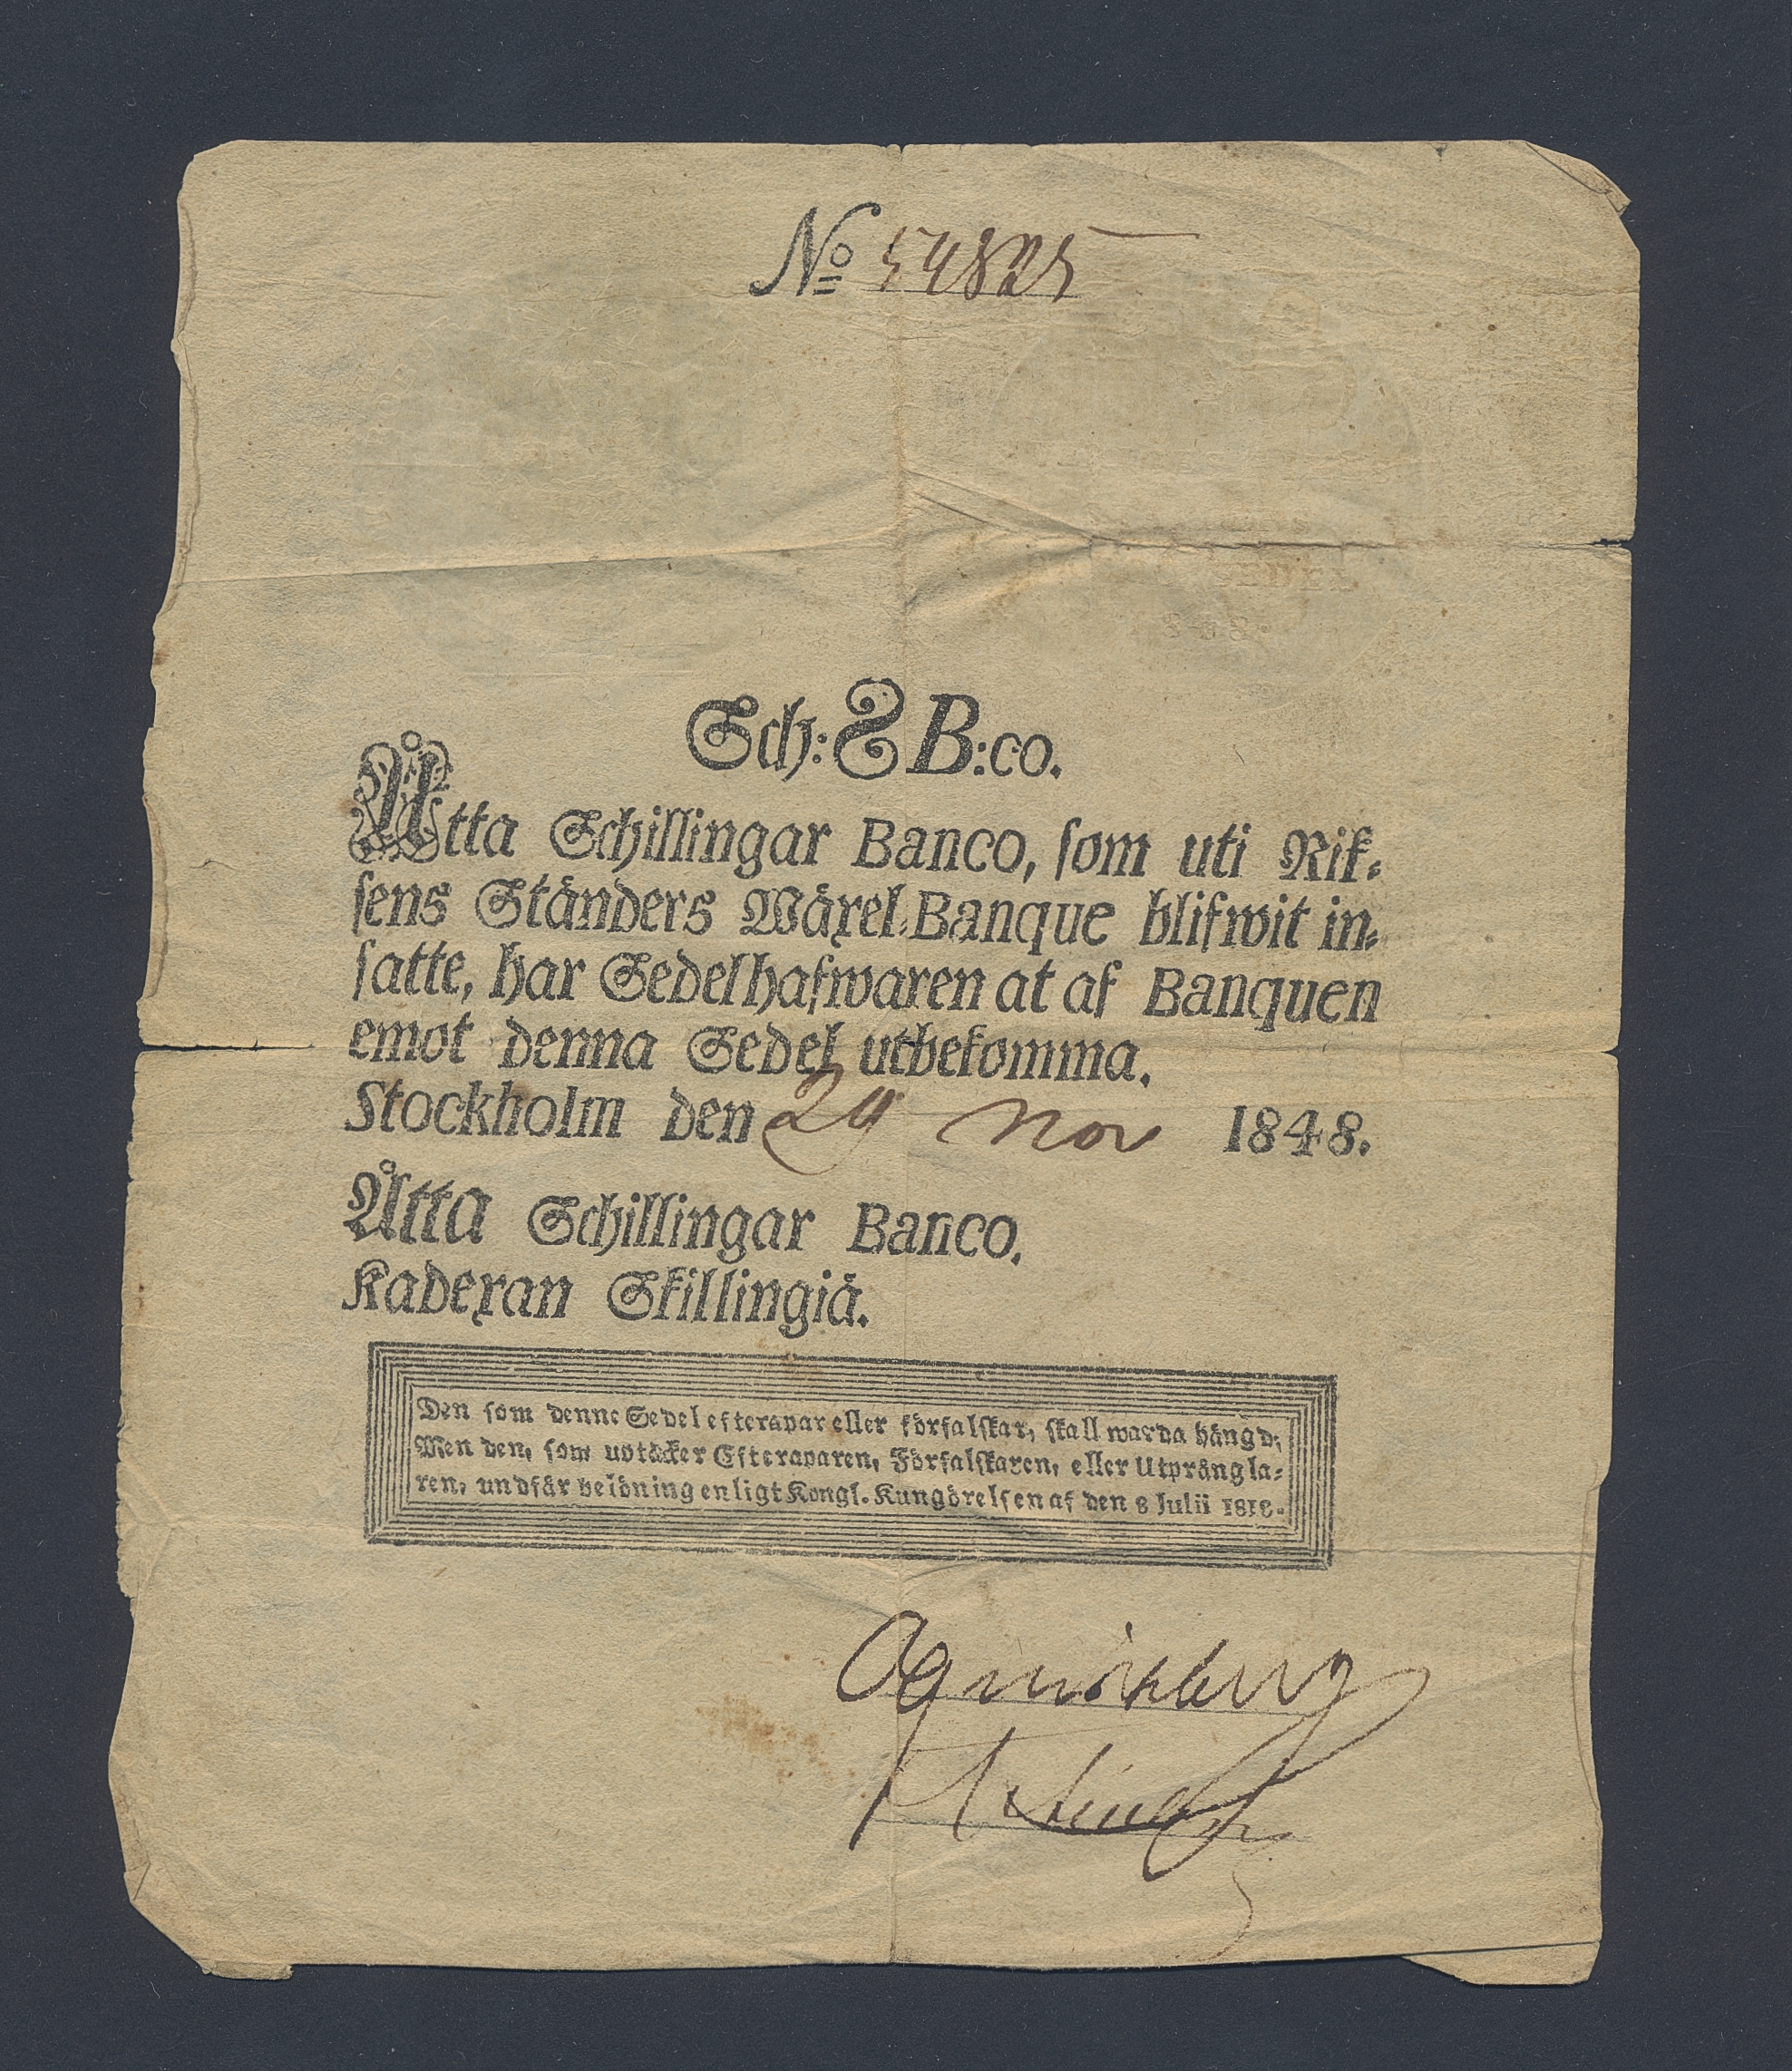 No 54825
Sch: 8 B:co.
Åtta Schillingar Banco, som uti Rik-
sens Ständers Wäxel-Banque blifwit in-
satte, har Sedelhafwaren at af Banquen
emot denna Sedel utbekomma.
Stockholm den 24 Nov 1848.
Åtta Schillingar Banco.
Kadexan Skillingiä.
Den som denne Sedel efterapar eller förfalskar, skall warda hängd;
Men den, som uptäcker Efteraparen, Förfalskaren, eller Utprångla-
ren, undfår belöning enligt Kongl. Kungörelsen af den 8 Julii 1818.